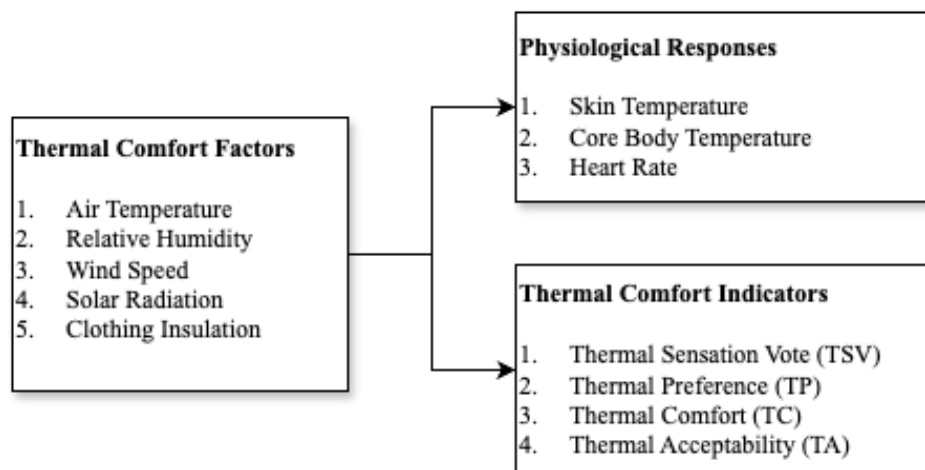 Thermal Comfort Factors
1. Air Temperature
2. Relative Humidity
3. Wind Speed
4. Solar Radiation
5. Clothing Insulation
Physiological Responses
1. Skin Temperature
2. Core Body Temperature
3. Heart Rate
Thermal Comfort Indicators
1. Thermal Sensation Vote (TSV)
2. Thermal Preference (TP)
3. Thermal Comfort (TC)
4. Thermal Acceptability (TA)